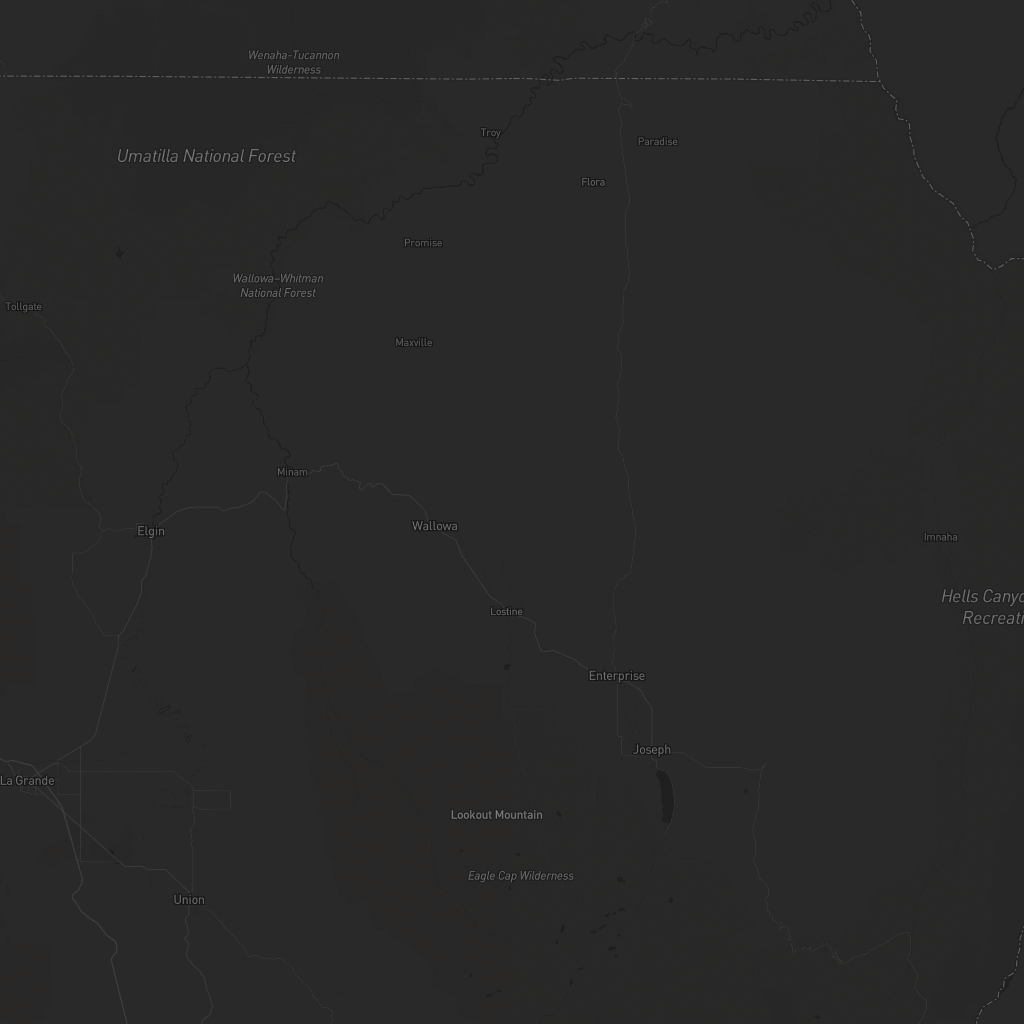 Wenaha-Tucannon
Wilderness
Troy
Paradise
Umatilla National Forest
Flora
Promise
Wallowa–Whitman
National Forest
Tollgate
Maxville
Minam
Elgin
Wallowa
Imnaha
Hells Canyo
Recreati
Lostine
Enterprise
Joseph
La Grande
Lookout Mountain
Eagle Cap Wilderness
Union